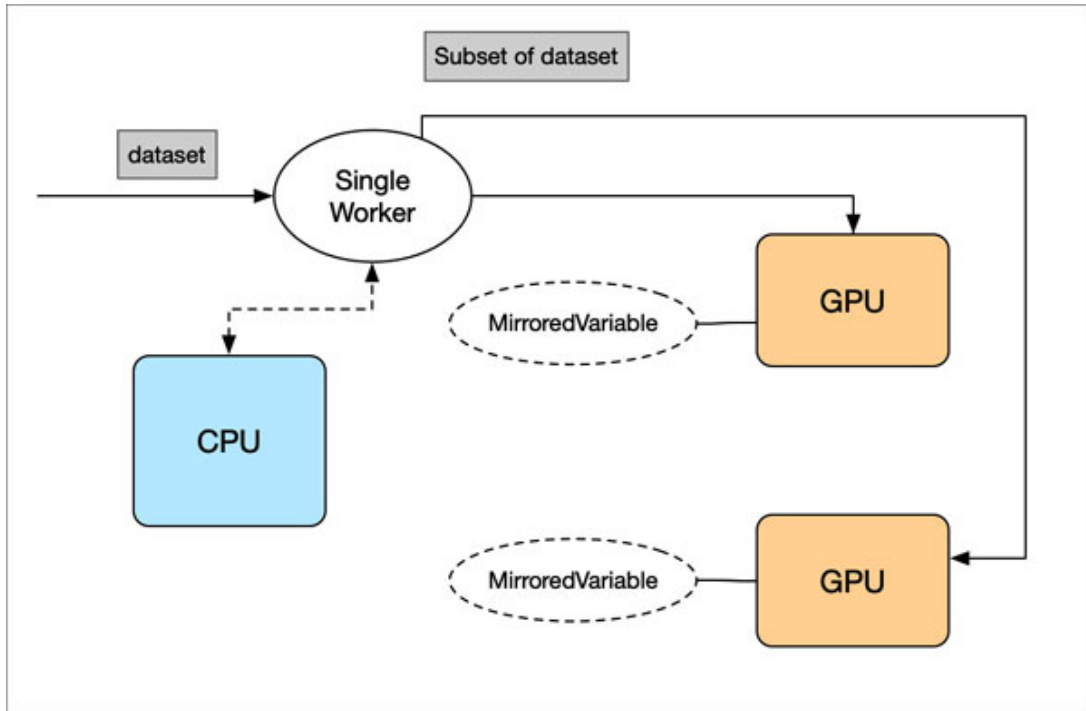 Subset of dataset
dataset
Single
Worker
GPU
MirroredVariable
CPU
GPU
MirroredVariable